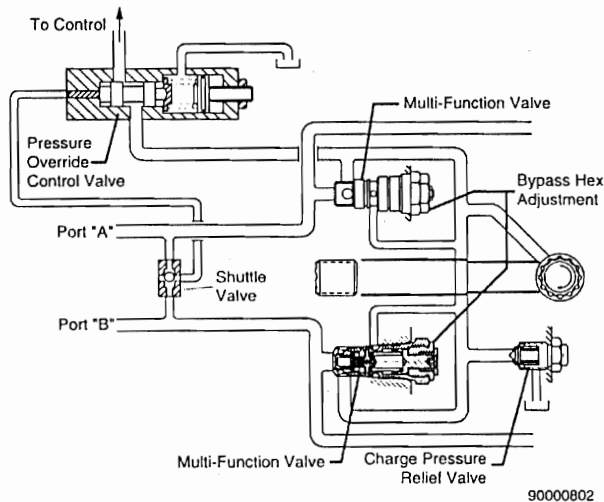 To Control
Multi-Function Valve
Pressure
Override
Control Valve
Bypass Hex
Adjustment
Port "A"
Shuttle
Valve
Port "B"
Multi-Function Valve
Charge Pressure
Relief Valve
90000802